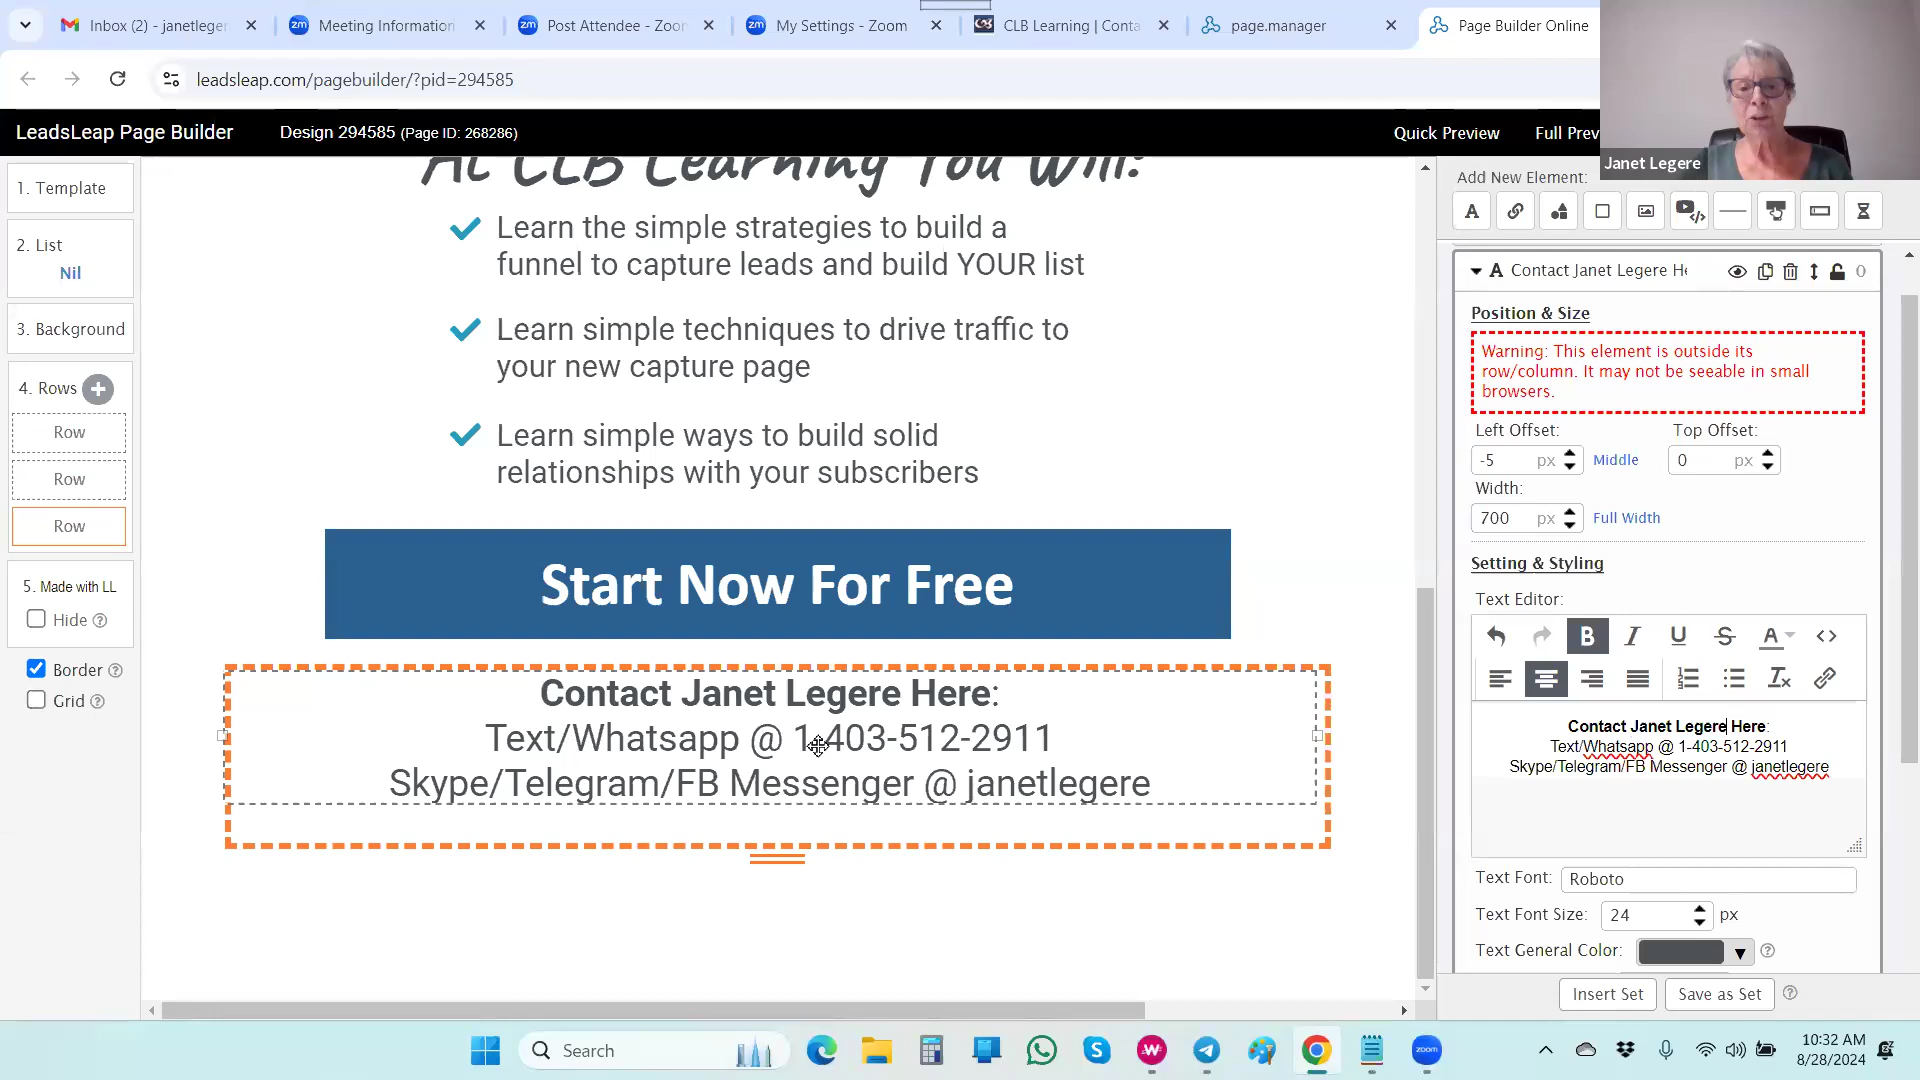 Inbox (2) - janetleger
Meeting Information
Post Attendee - Zoom
My Settings - Zoom
CLB Learning | Conta
page.manager
Page Builder Online
leadsleap.com/pagebuilder/?pid=294585
LeadsLeap Page Builder
Design 294585 (Page ID: 268286)
Quick Preview
Full Prev
Janet Legere
1. Template
2. List
Nil
3. Background
4. Rows
Row
Row
Row
5. Made with LL
Hide
Border
Grid
At CLB Learning You Will:
Learn the simple strategies to build a
funnel to capture leads and build YOUR list
Learn simple techniques to drive traffic to
your new capture page
Learn simple ways to build solid
relationships with your subscribers
Start Now For Free
Contact Janet Legere Here:
Text/Whatsapp @ 1-403-512-2911
Skype/Telegram/FB Messenger @ janetlegere
Add New Element:
A Contact Janet Legere He
0
Position & Size
Warning: This element is outside its
row/column. It may not be seeable in small
browsers.
Left Offset:
Top Offset:
-5 px
Middle
0 px
Width:
700 px
Full Width
Setting & Styling
Text Editor:
Contact Janet Legere Here:
Text/Whatsapp @ 1-403-512-2911
Skype/Telegram/FB Messenger @ janetlegere
Text Font: Roboto
Text Font Size: 24 px
Text General Color:
Insert Set
Save as Set
Search
zoom
10:32 AM
8/28/2024